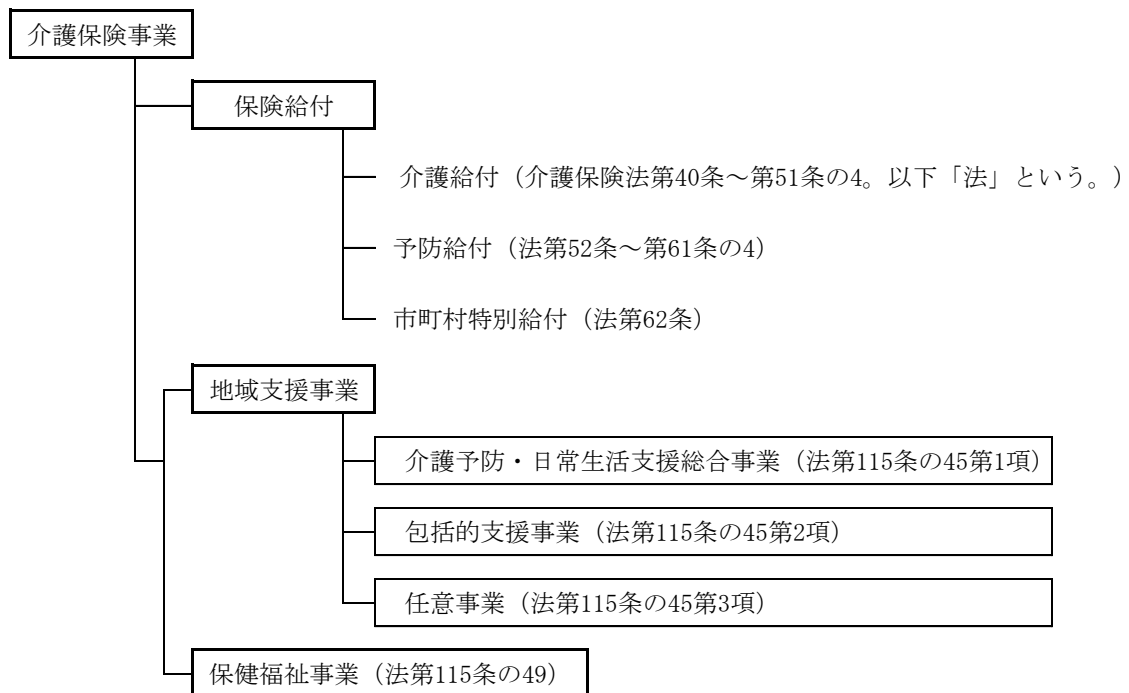 介護保険事業
保険給付
介護給付（介護保険法第40条～第51条の4。以下「法」という。）
予防給付（法第52条～第61条の4）
市町村特別給付（法第62条）
地域支援事業
介護予防・日常生活支援総合事業（法第115条の45第1項）
包括的支援事業（法第115条の45第2項）
任意事業（法第115条の45第3項）
保健福祉事業（法第115条の49）